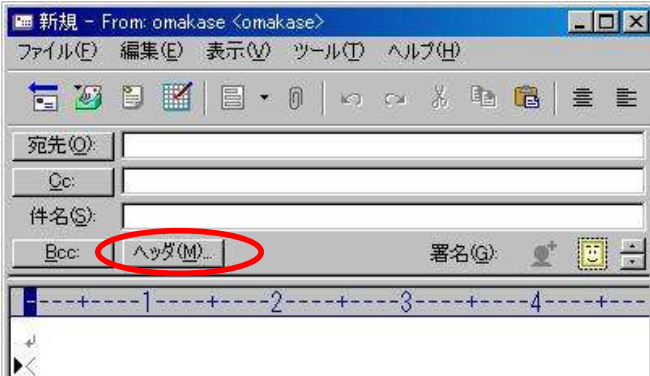 新規 - From: omakase <omakase>
ファイル(F) 編集(E) 表示(V) ツール(T) ヘルプ(H)
宛先(O):
Cc:
件名(S):
Bcc: ヘッダ(M)... 署名(G):
----+----1----+----2----+----3----+----4----+---